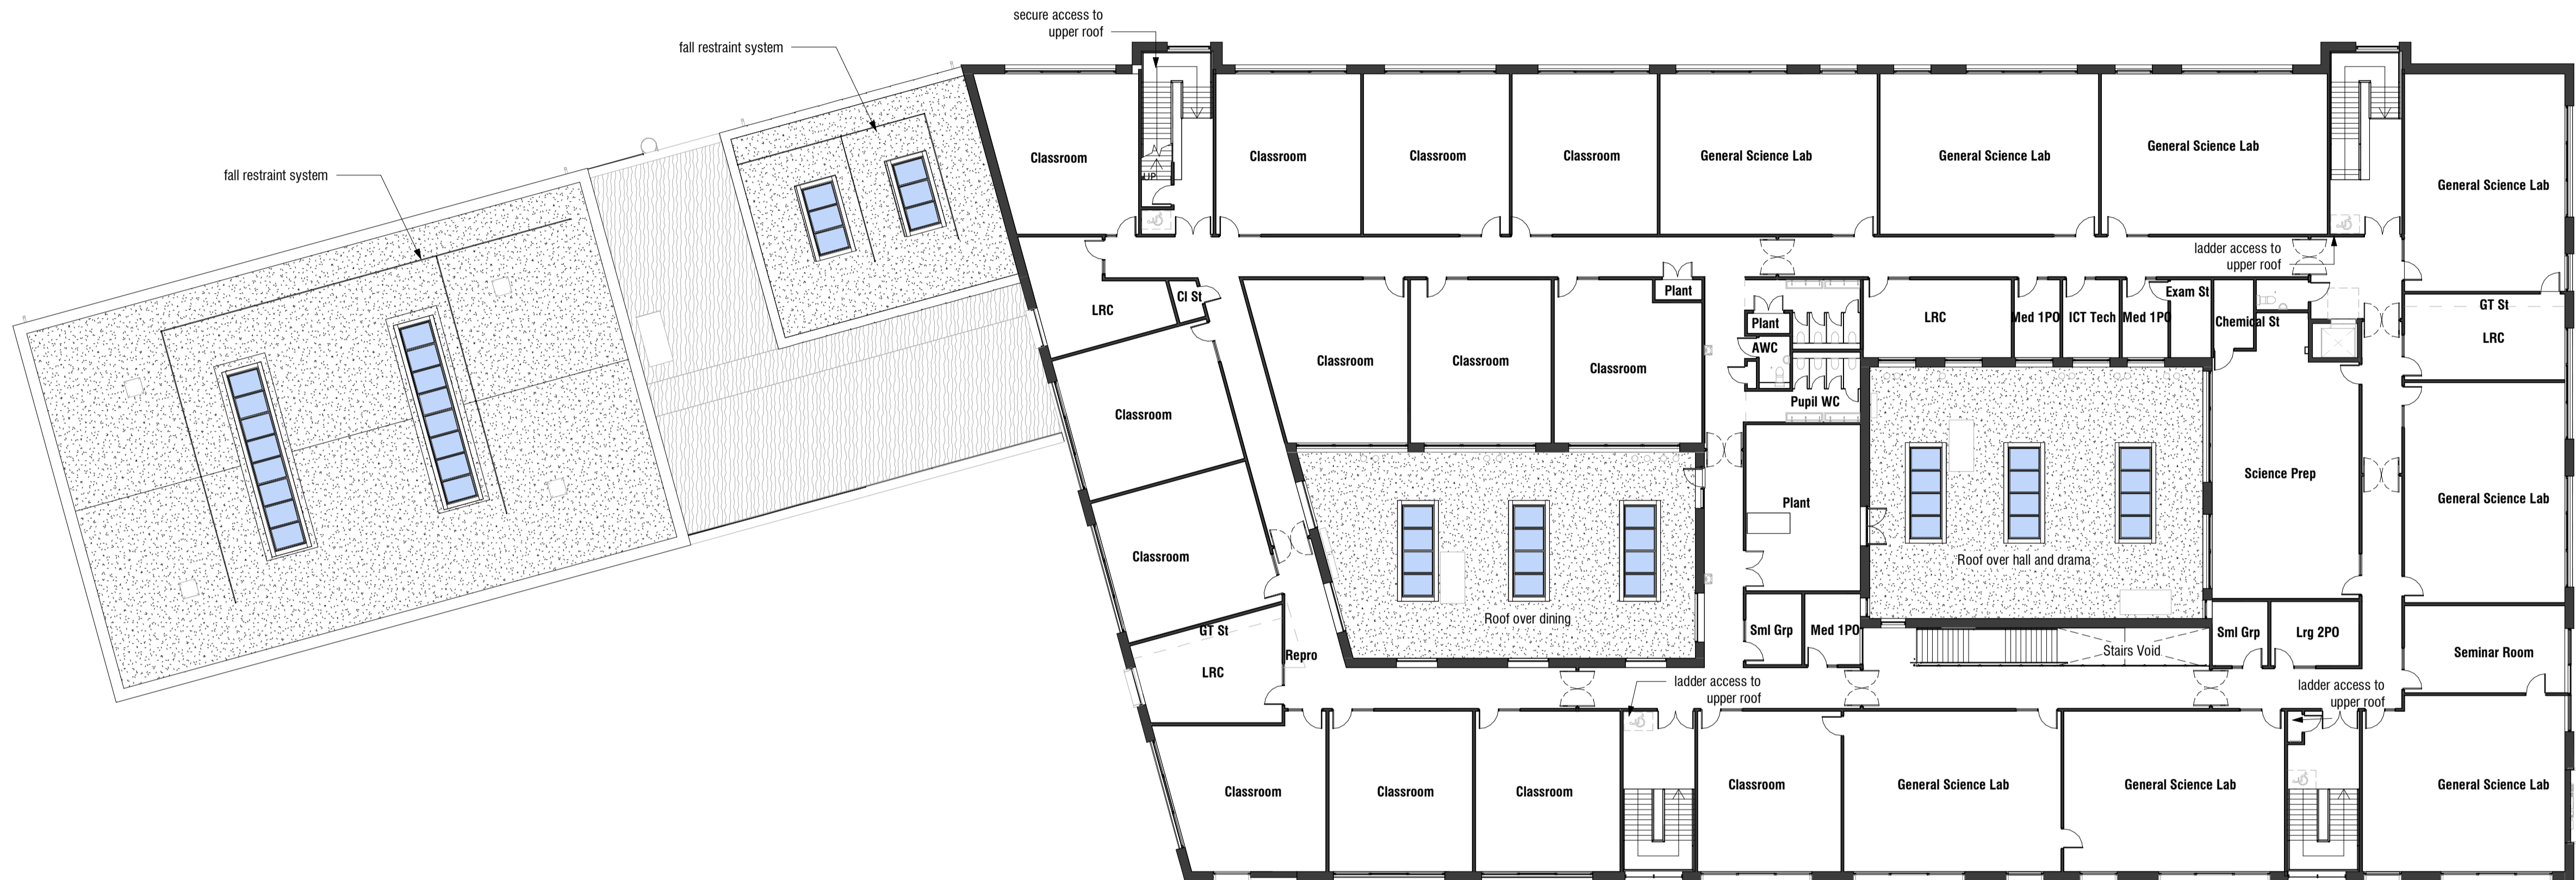 secure access to
upper roof
fall restraint system
fall restraint system
Classroom
UP
Classroom
Classroom
Classroom
General Science Lab
General Science Lab
General Science Lab
General Science Lab
ladder access to
upper roof
LRC
Cl St
Plant
Plant
AWC
Pupil WC
LRC
Med 1PO
ICT Tech
Med 1PO
Exam St
Chemical St
GT St
LRC
Classroom
Classroom
Classroom
Classroom
Classroom
Plant
Science Prep
General Science Lab
Roof over dining
Roof over hall and drama
GT St
LRC
Repro
Sml Grp
Med 1PO
Stairs Void
Sml Grp
Lrg 2PO
Seminar Room
ladder access to
upper roof
ladder access to
upper roof
Classroom
Classroom
Classroom
Classroom
General Science Lab
General Science Lab
General Science Lab